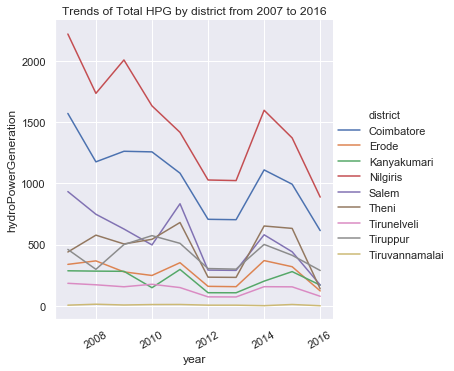 Trends of Total HPG by district from 2007 to 2016
hydroPowerGeneration
2000
1500
1000
500
0
2008
2010
2012
2014
2016
year
district
Coimbatore
Erode
Kanyakumari
Nilgiris
Salem
Theni
Tirunelveli
Tiruppur
Tiruvannamalai